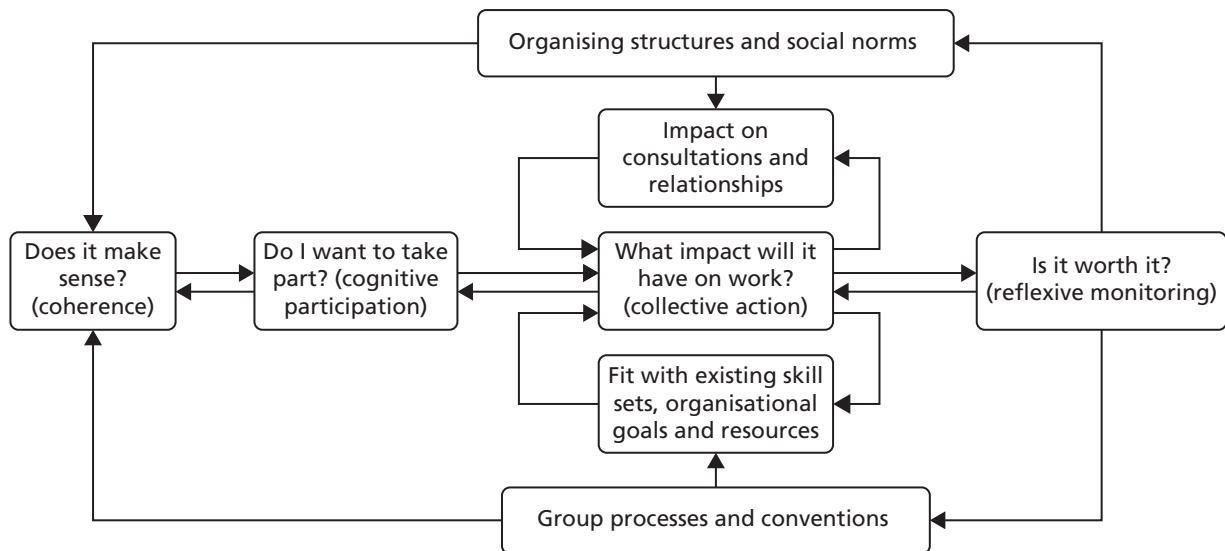 Organising structures and social norms
Impact on
consultations and
relationships
Does it make
sense?
(coherence)
Do I want to take
part? (cognitive
participation)
What impact will it
have on work?
(collective action)
Is it worth it?
(reflexive monitoring)
Fit with existing skill
sets, organisational
goals and resources
Group processes and conventions